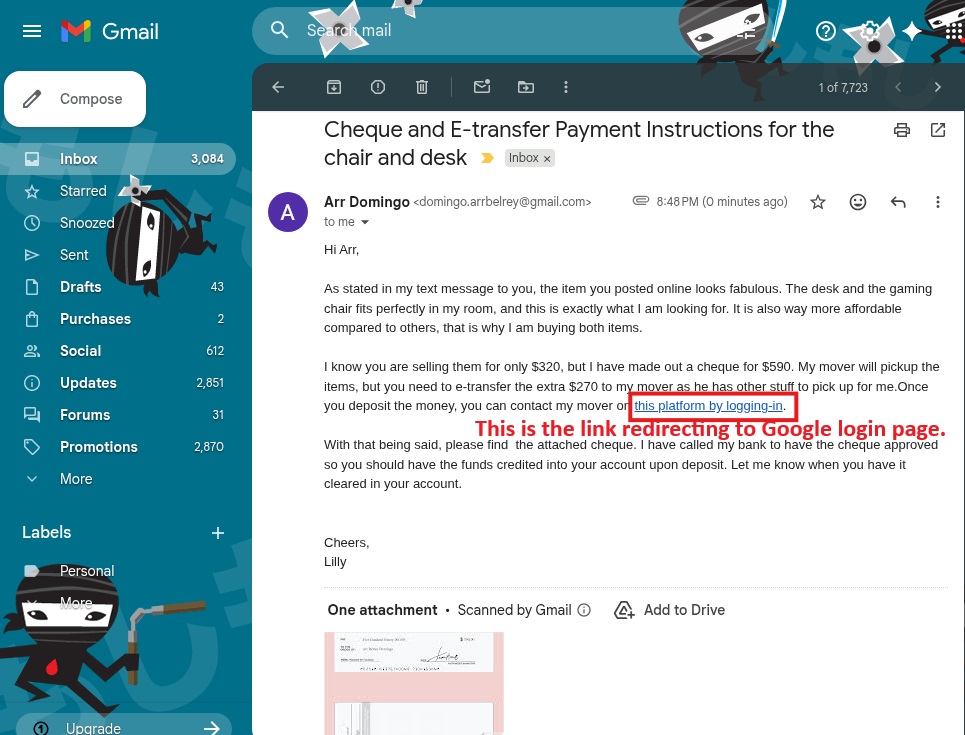 Gmail
Search mail
Compose
1 of 7,723
Inbox 3,084
Starred
Snoozed
Sent
Drafts 43
Purchases 2
Social 612
Updates 2,851
Forums 31
Promotions 2,870
More
Labels
Personal
More
Upgrade
Cheque and E-transfer Payment Instructions for the
chair and desk Inbox ×
A
Arr Domingo <domingo.arrbelrey@gmail.com> 8:48 PM (0 minutes ago)
to me
Hi Arr,
As stated in my text message to you, the item you posted online looks fabulous. The desk and the gaming
chair fits perfectly in my room, and this is exactly what I am looking for. It is also way more affordable
compared to others, that is why I am buying both items.
I know you are selling them for only $320, but I have made out a cheque for $590. My mover will pickup the
items, but you need to e-transfer the extra $270 to my mover as he has other stuff to pick up for me.Once
you deposit the money, you can contact my mover on this platform by logging-in.
This is the link redirecting to Google login page.
With that being said, please find the attached cheque. I have called my bank to have the cheque approved
so you should have the funds credited into your account upon deposit. Let me know when you have it
cleared in your account.
Cheers,
Lilly
One attachment • Scanned by Gmail Add to Drive